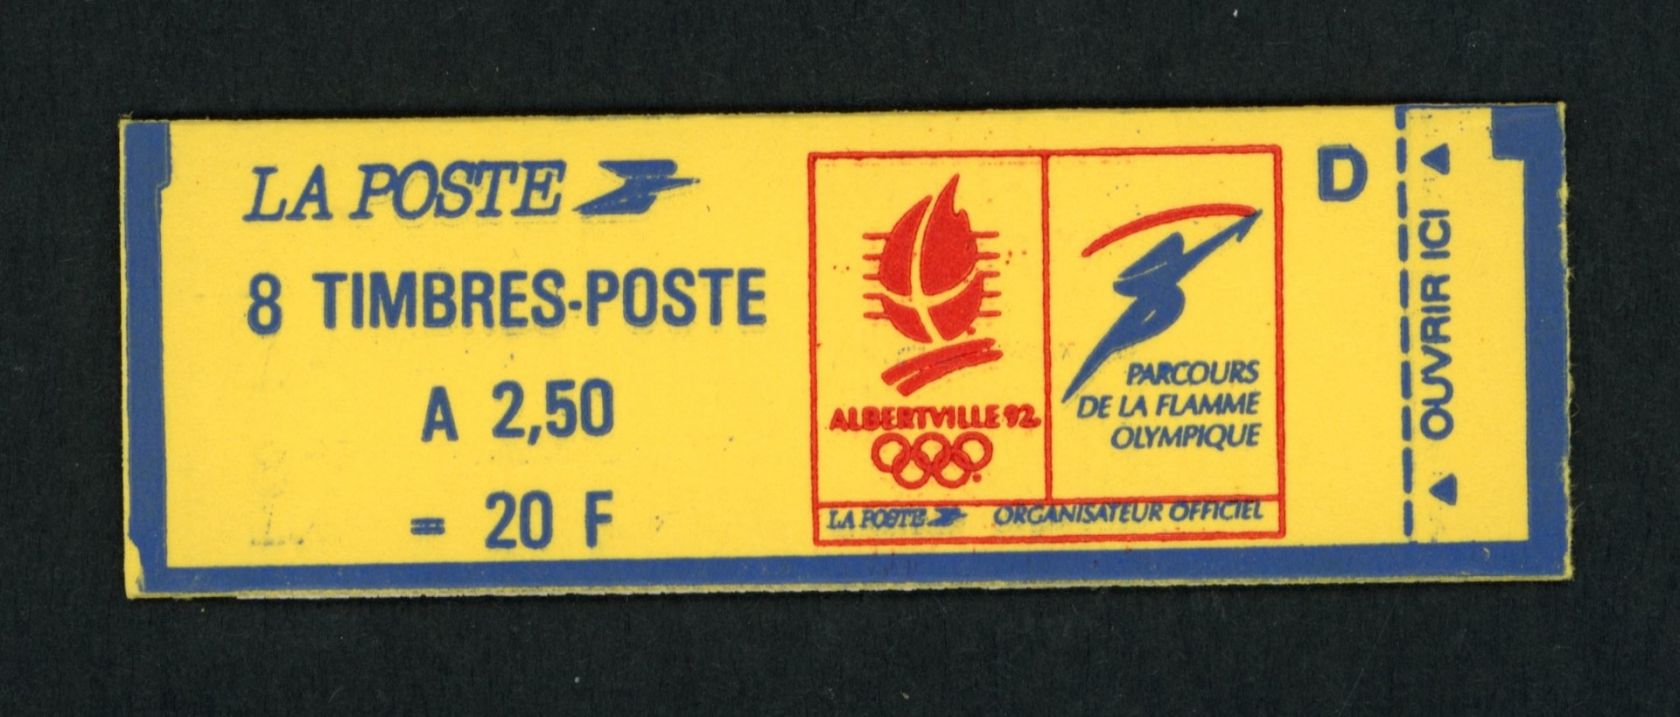 LA POSTE
8 TIMBRES-POSTE
A 2,50
= 20 F
ALBERTVILLE 92
PARCOURS
DE LA FLAMME
OLYMPIQUE
LA POSTE ORGANISATEUR OFFICIEL
D
OUVRIR ICI